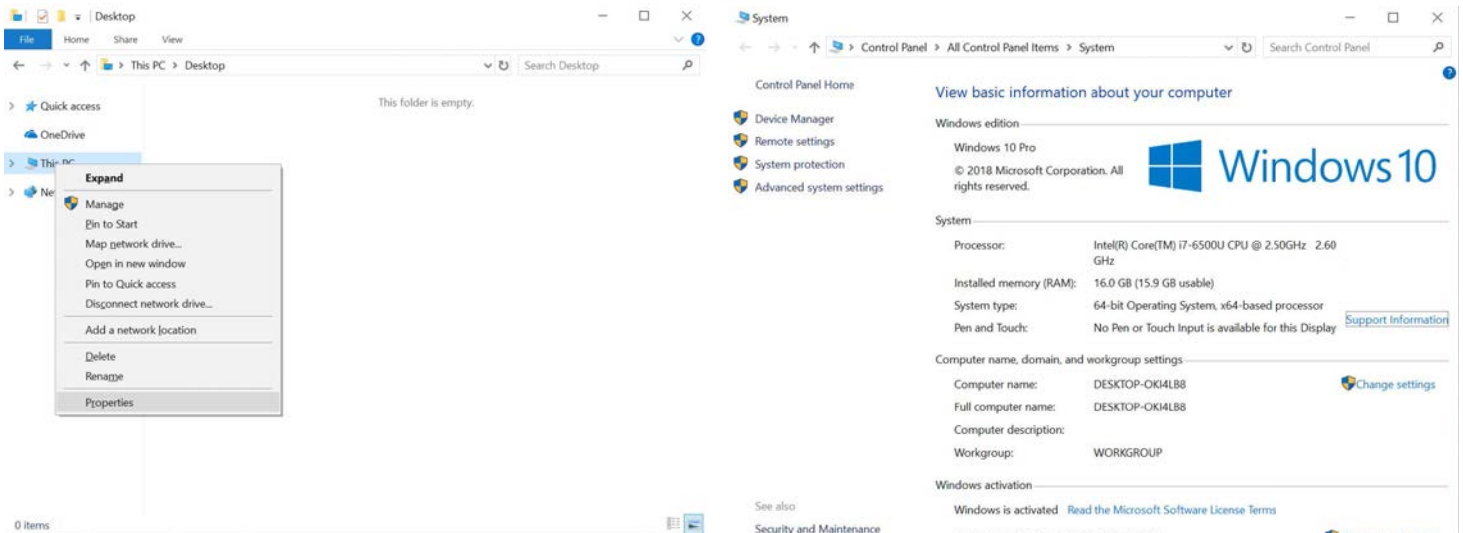 Desktop
File Home Share View
This PC > Desktop
Search Desktop
Quick access
This folder is empty.
OneDrive
This PC
Expand
Manage
Pin to Start
Map network drive...
Open in new window
Pin to Quick access
Disconnect network drive...
Add a network location
Delete
Rename
Properties
0 items
System
Control Panel > All Control Panel Items > System
Search Control Panel
Control Panel Home
Device Manager
Remote settings
System protection
Advanced system settings
See also
Security and Maintenance
View basic information about your computer
Windows edition
Windows 10 Pro
© 2018 Microsoft Corporation. All
rights reserved.
Windows 10
System
Processor: Intel(R) Core(TM) i7-6500U CPU @ 2.50GHz 2.60
GHz
Installed memory (RAM): 16.0 GB (15.9 GB usable)
System type: 64-bit Operating System, x64-based processor
Pen and Touch: No Pen or Touch Input is available for this Display
Support Information
Computer name, domain, and workgroup settings
Computer name: DESKTOP-OKI4LB8
Change settings
Full computer name: DESKTOP-OKI4LB8
Computer description:
Workgroup: WORKGROUP
Windows activation
Windows is activated Read the Microsoft Software License Terms